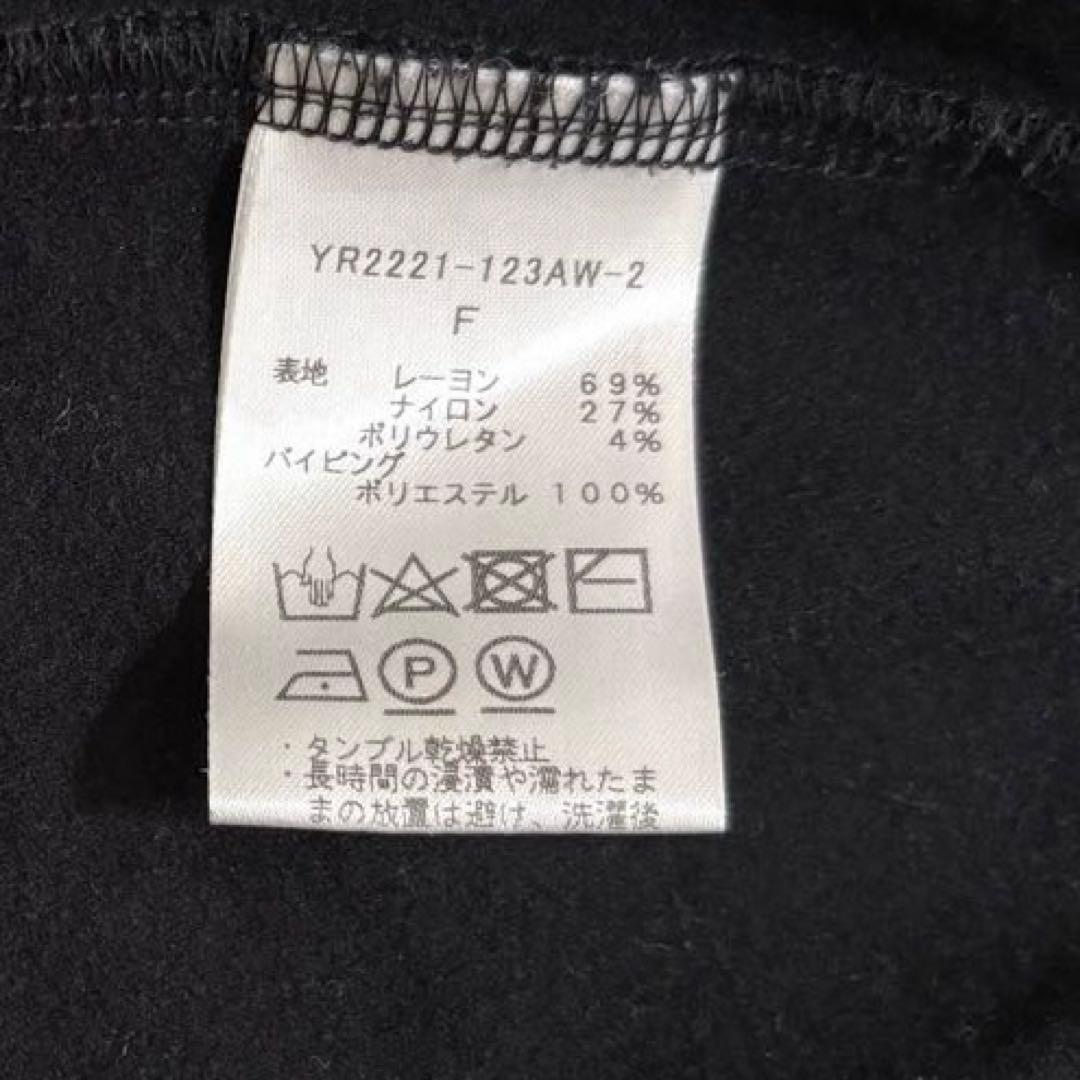 YR2221-123AW-2
F
表地 レーヨン 69%
ナイロン 27%
ポリウレタン 4%
パイピング
ポリエステル 100%
P W
・タンブル乾燥禁止
・長時間の浸漬や濡れたま
まの放置は避け、洗濯後